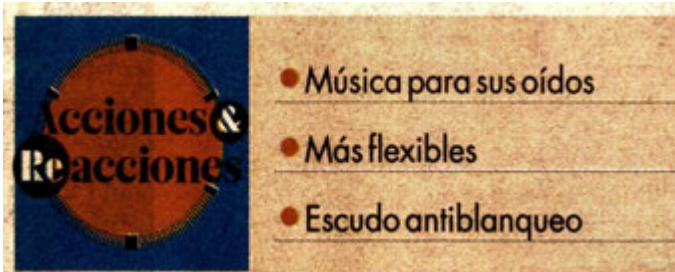 Acciones &
Reacciones
Música para sus oídos
Más flexibles
Escudo antiblanqueo